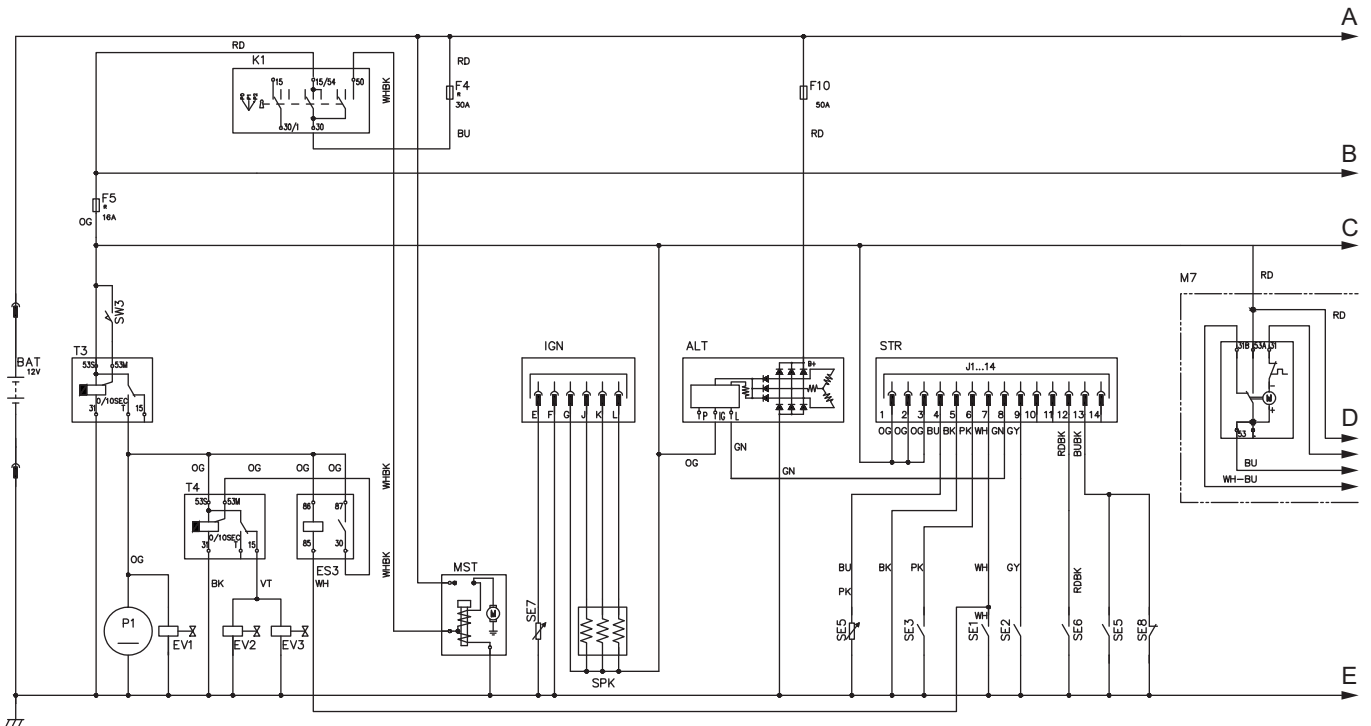 A
RD
K1
15
15/54
50
30/1
30
WHBK
RD
F4
30A
BU
F10
50A
RD
B
F5
16A
OG
C
SW3
BAT
12V
T3
53S
53M
0/10SEC
31
T
15
IGN
E
F
G
J
K
L
ALT
B+
P
IG
L
STR
J1...14
1
2
3
4
5
6
7
8
9
10
11
12
13
14
OG
OG
OG
BU
BK
PK
WH
GN
GY
RDBK
BUBK
M7
RD
RD
31B
53A
31
M
+
53
D
BU
WH-BU
OG
OG
OG
OG
T4
53S
53M
0/10SEC
31
T
15
86
87
85
30
ES3
WHBK
WHBK
OG
GN
GN
OG
BK
VT
WH
P1
EV1
EV2
EV3
MST
M
SE7
SPK
BU
PK
BK
PK
WH
GY
RDBK
WH
SE5
SE3
SE1
SE2
SE6
SE5
SE8
E